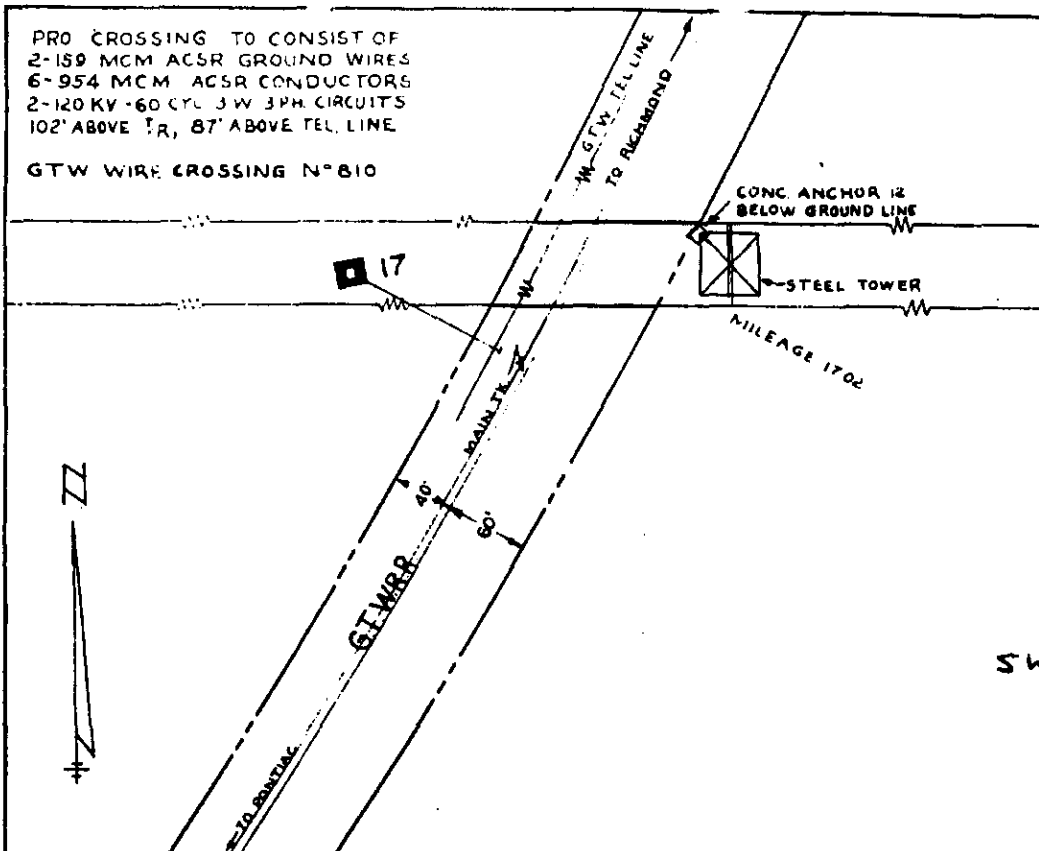 PRO CROSSING TO CONSIST OF
2-159 MCM ACSR GROUND WIRES
6-954 MCM ACSR CONDUCTORS
2-120 KV-60 CYC 3W 3PH. CIRCUITS
102' ABOVE TR, 87' ABOVE TEL. LINE
GTW WIRE CROSSING Nº 810
GTW TEL LINE
TO RICHMOND
CONC. ANCHOR 12
BELOW GROUND LINE
17
STEEL TOWER
MILEAGE 1702
MAIN TK
N
40'
60'
GTWRR
SW
TO PONTIAC